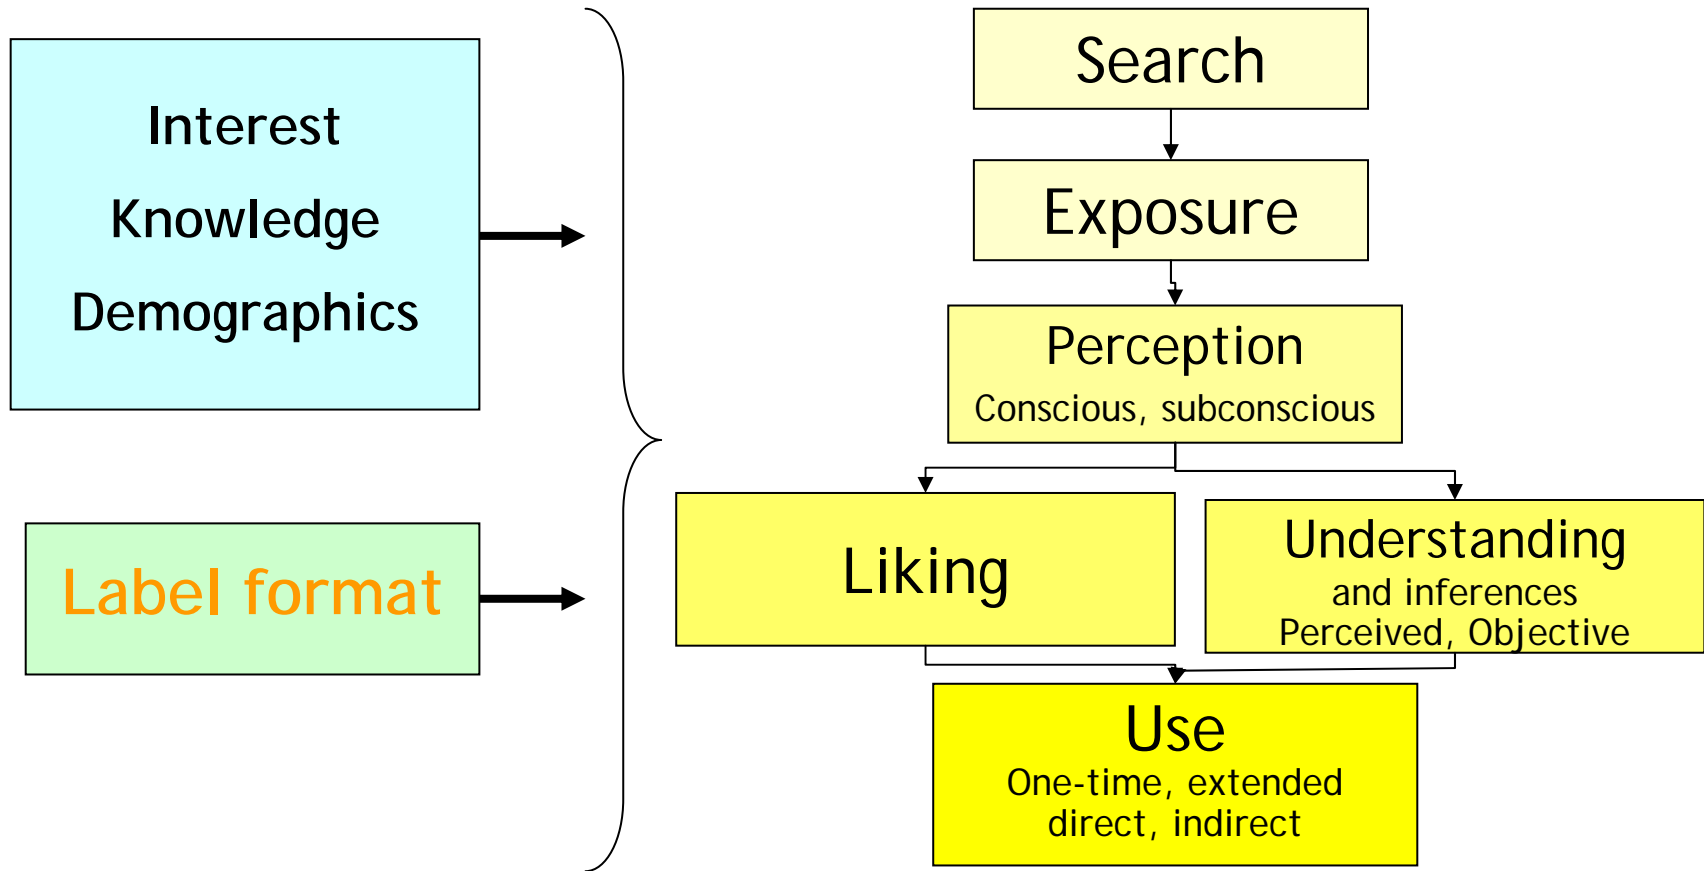 Interest
Knowledge
Demographics
Label format
Search
Exposure
Perception
Conscious, subconscious
Liking
Understanding
and inferences
Perceived, Objective
Use
One-time, extended
direct, indirect